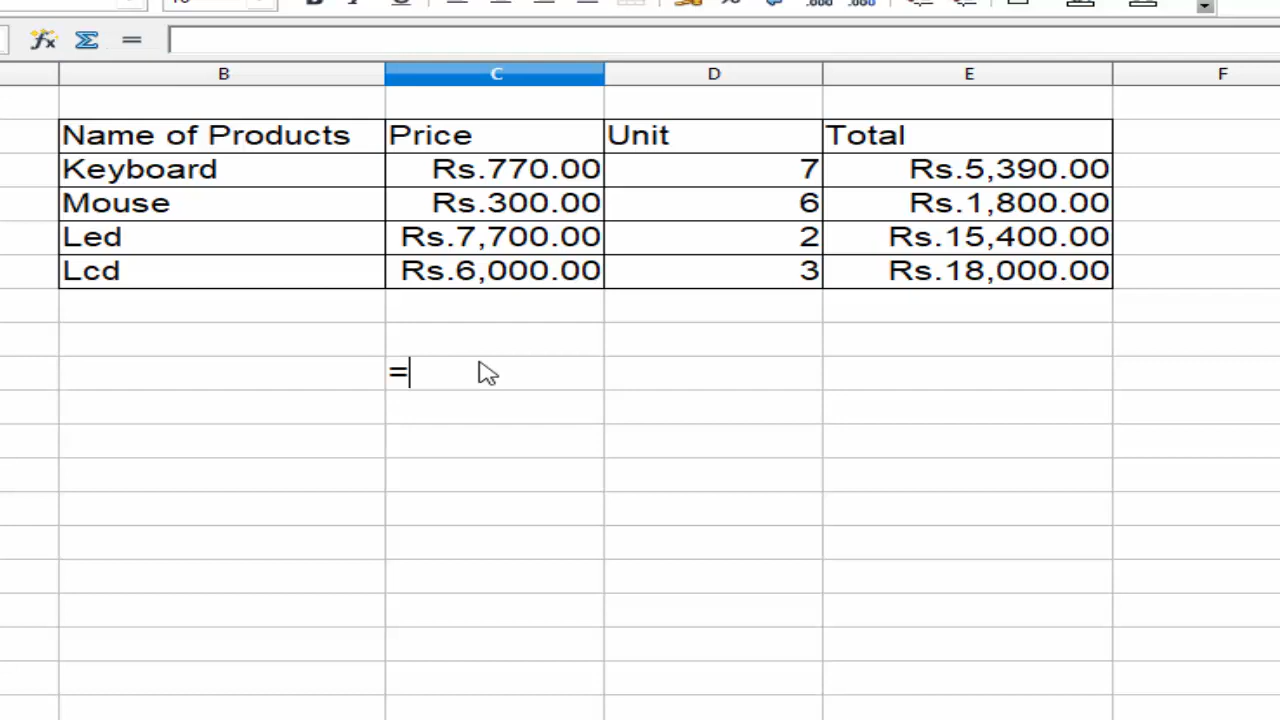 B C D E F
Name of Products Price Unit Total
Keyboard Rs.770.00 7 Rs.5,390.00
Mouse Rs.300.00 6 Rs.1,800.00
Led Rs.7,700.00 2 Rs.15,400.00
Lcd Rs.6,000.00 3 Rs.18,000.00
=